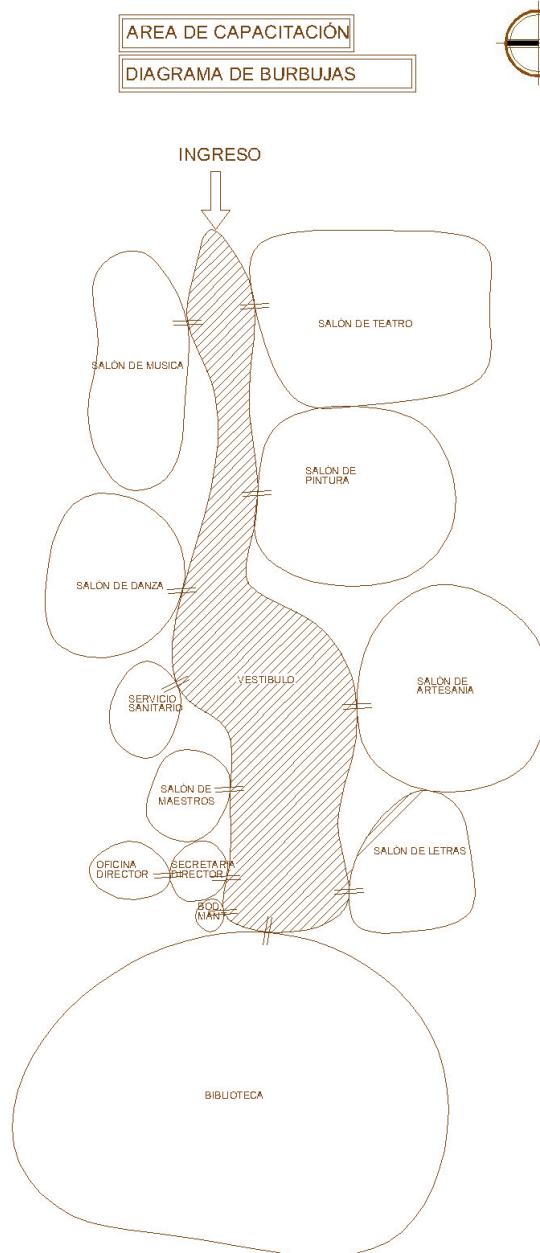 AREA DE CAPACITACIÓN
DIAGRAMA DE BURBUJAS
INGRESO
SALÓN DE TEATRO
SALÓN DE MUSICA
SALÓN DE
PINTURA
SALÓN DE DANZA
VESTIBULO
SALÓN DE
ARTESANIA
SERVICIO
SANITARIO
SALÓN DE
MAESTROS
SALÓN DE LETRAS
OFICINA
DIRECTOR
SECRETARIA
DIRECTOR
BOD.
MANT.
BIBLIOTECA